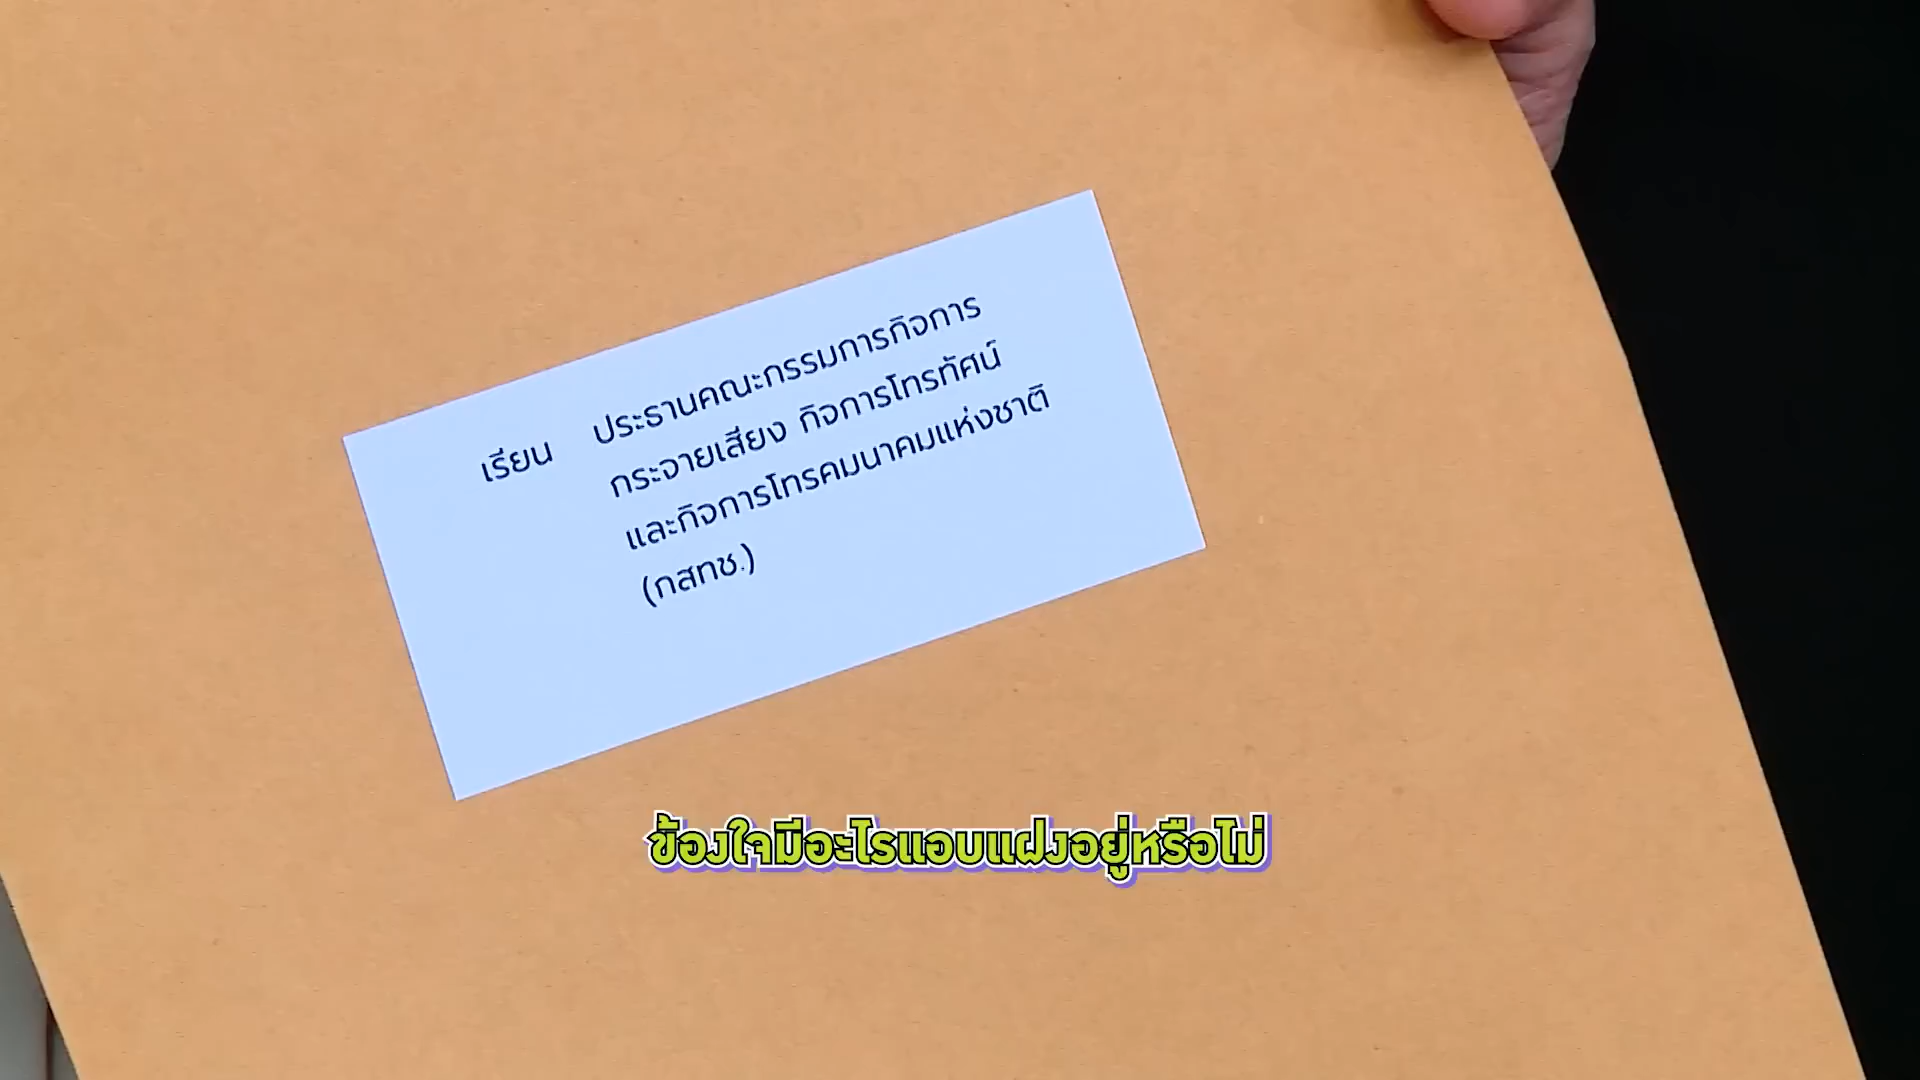 เรียน ประธานคณะกรรมการกิจการ
กระจายเสียง กิจการโทรทัศน์
และกิจการโทรคมนาคมแห่งชาติ
(กสทช.)
ข้องใจมีอะไรแอบแฝงอยู่หรือไม่